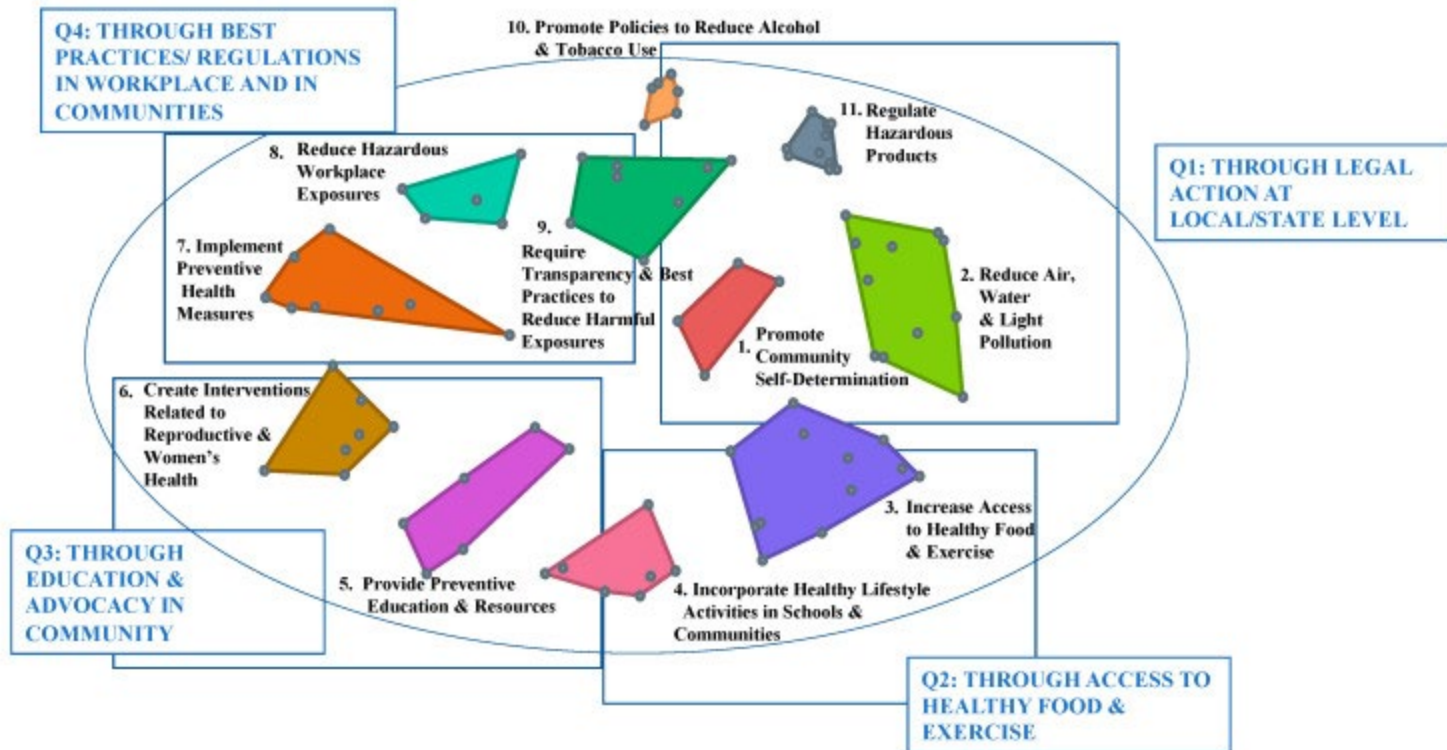 Q4: THROUGH BEST
PRACTICES/ REGULATIONS
IN WORKPLACE AND IN
COMMUNITIES
10. Promote Policies to Reduce Alcohol
& Tobacco Use
11. Regulate
Hazardous
Products
Q1: THROUGH LEGAL
ACTION AT
LOCAL/STATE LEVEL
8. Reduce Hazardous
Workplace
Exposures
7. Implement
Preventive
Health
Measures
9.
Require
Transparency & Best
Practices to
Reduce Harmful
Exposures
2. Reduce Air,
Water
& Light
Pollution
1. Promote
Community
Self-Determination
6. Create Interventions
Related to
Reproductive &
Women's
Health
3. Increase Access
to Healthy Food
& Exercise
Q3: THROUGH
EDUCATION &
ADVOCACY IN
COMMUNITY
5. Provide Preventive
Education & Resources
4. Incorporate Healthy Lifestyle
Activities in Schools &
Communities
Q2: THROUGH ACCESS TO
HEALTHY FOOD &
EXERCISE